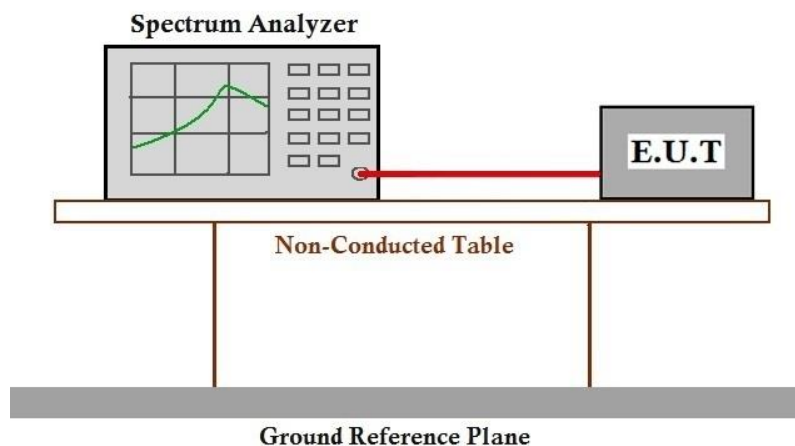 Spectrum Analyzer
E.U.T
Non-Conducted Table
Ground Reference Plane